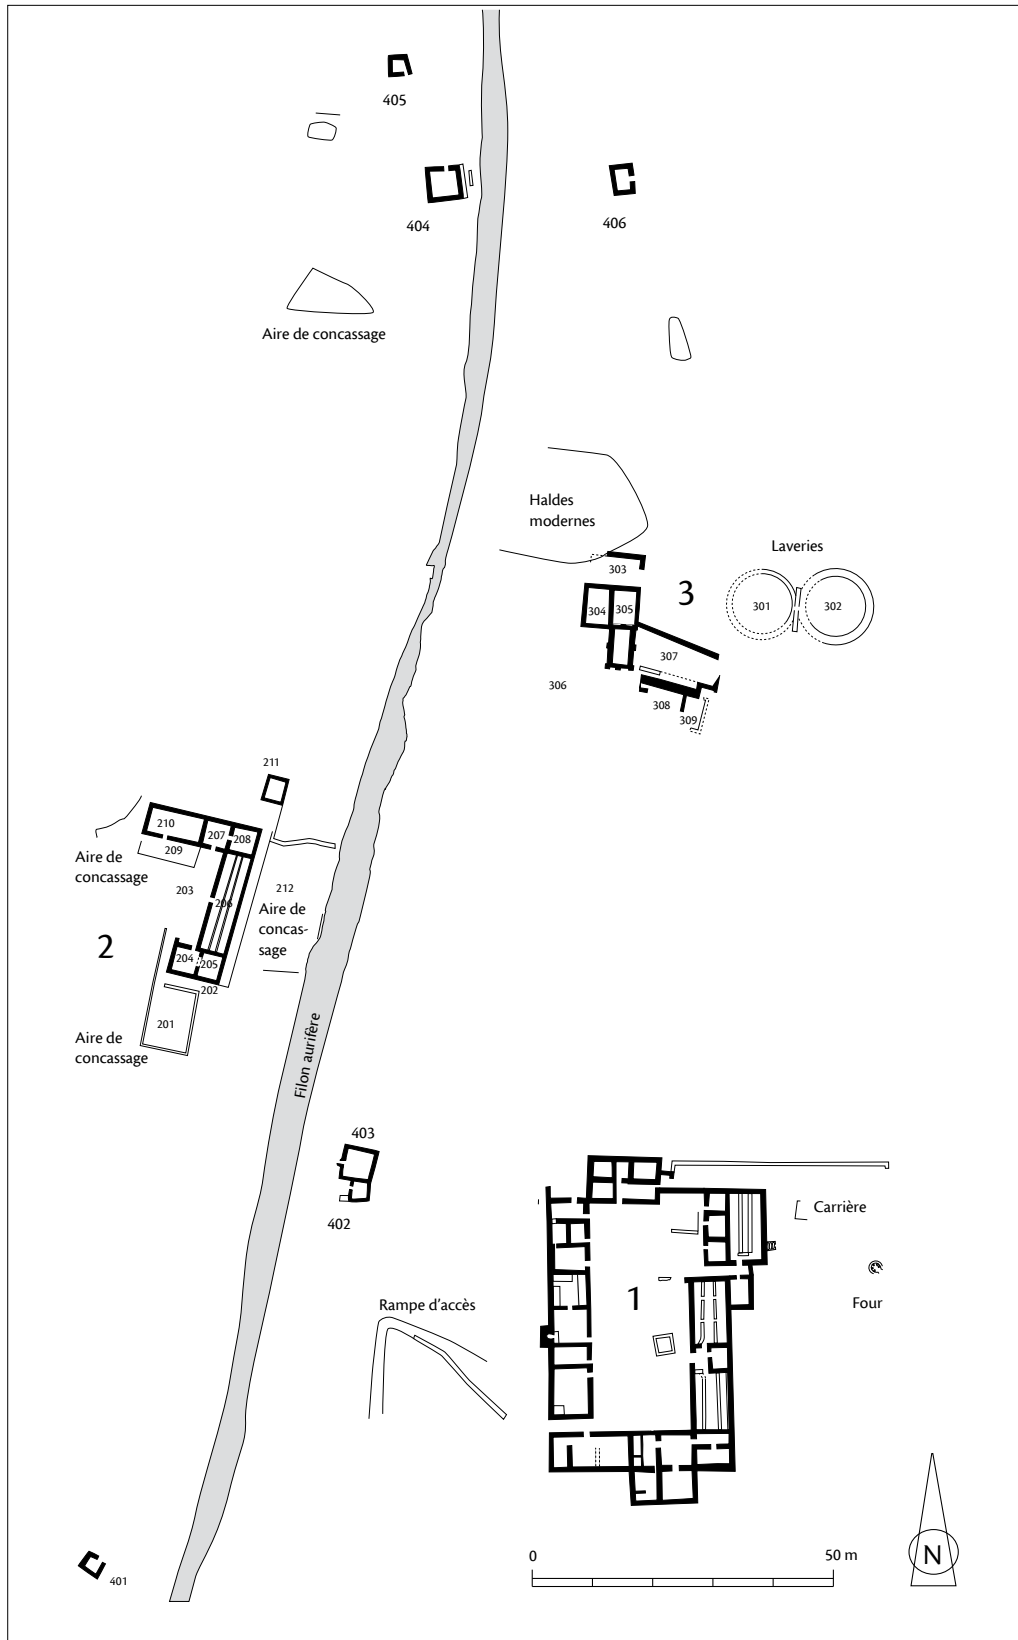 405
404
406
Aire de concassage
Haldes
modernes
Laveries
303
3
304
305
301
302
307
306
308
309
211
210
207
208
209
Aire de
concassage
203
212
206
Aire de
concas-
sage
2
204
205
202
201
Aire de
concassage
Filon aurifère
403
402
Carrière
Rampe d'accès
1
Four
0
50 m
N
401